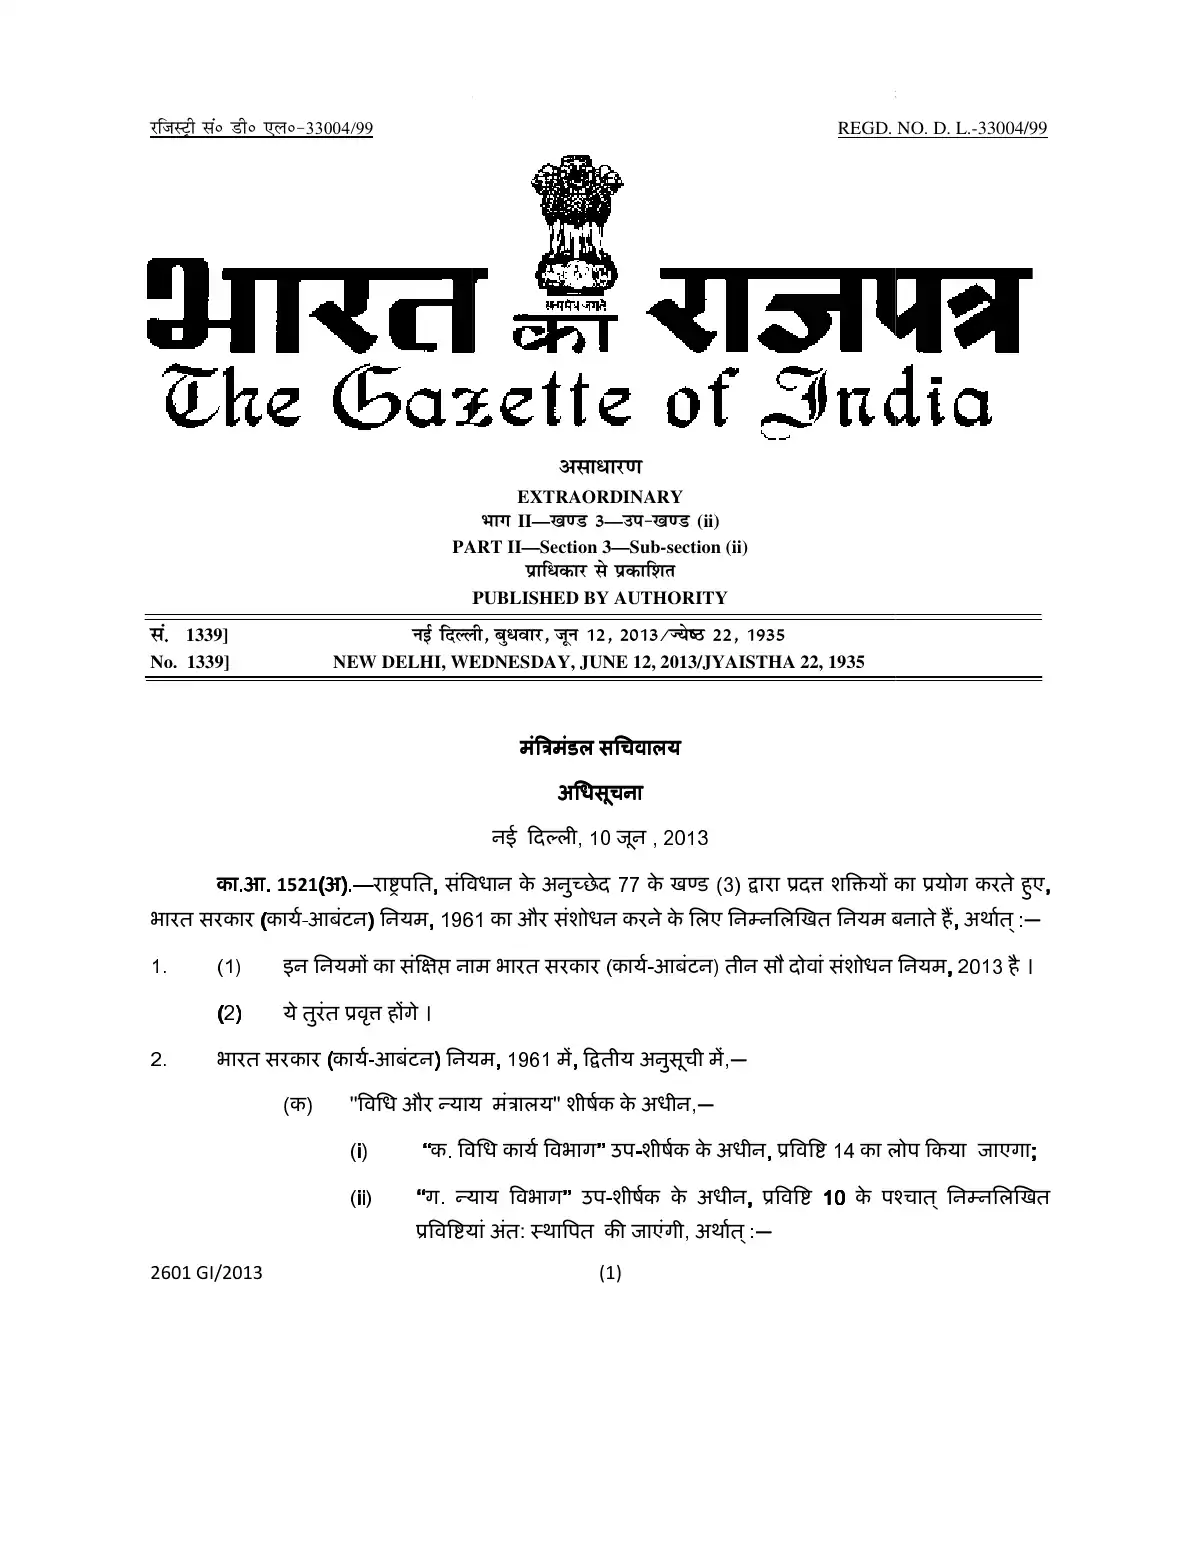 रजिस्ट्री सं० डी० एल०-33004/99
REGD. NO. D. L.-33004/99
सत्यमेव जयते
भारत का राजपत्र
The Gazette of India
असाधारण
EXTRAORDINARY
भाग II—खण्ड 3—उप-खण्ड (ii)
PART II—Section 3—Sub-section (ii)
प्राधिकार से प्रकाशित
PUBLISHED BY AUTHORITY
सं. 1339] नई दिल्ली, बुधवार, जून 12, 2013/ज्येष्ठ 22, 1935
No. 1339] NEW DELHI, WEDNESDAY, JUNE 12, 2013/JYAISTHA 22, 1935
मंत्रिमंडल सचिवालय
अधिसूचना
नई दिल्ली, 10 जून , 2013
का.आ. 1521(अ).—राष्ट्रपति, संविधान के अनुच्छेद 77 के खण्ड (3) द्वारा प्रदत्त शक्तियों का प्रयोग करते हुए,
भारत सरकार (कार्य-आबंटन) नियम, 1961 का और संशोधन करने के लिए निम्नलिखित नियम बनाते हैं, अर्थात् :—
1. (1) इन नियमों का संक्षिप्त नाम भारत सरकार (कार्य-आबंटन) तीन सौ दोवां संशोधन नियम, 2013 है ।
(2) ये तुरंत प्रवृत्त होंगे ।
2. भारत सरकार (कार्य-आबंटन) नियम, 1961 में, द्वितीय अनुसूची में,—
(क) "विधि और न्याय मंत्रालय" शीर्षक के अधीन,—
(i) “क. विधि कार्य विभाग” उप-शीर्षक के अधीन, प्रविष्टि 14 का लोप किया जाएगा;
(ii) “ग. न्याय विभाग” उप-शीर्षक के अधीन, प्रविष्टि 10 के पश्चात् निम्नलिखित
प्रविष्टियां अंत: स्थापित की जाएंगी, अर्थात् :—
2601 GI/2013 (1)